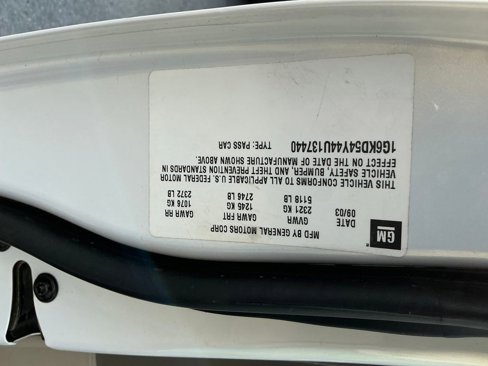 GM
MFD BY GENERAL MOTORS CORP
DATE GVWR GAWR FRT GAWR RR
09/03 2321 KG 1245 KG 1076 KG
5118 LB 2746 LB 2372 LB
THIS VEHICLE CONFORMS TO ALL APPLICABLE U.S. FEDERAL MOTOR
VEHICLE SAFETY, BUMPER, AND THEFT PREVENTION STANDARDS IN
EFFECT ON THE DATE OF MANUFACTURE SHOWN ABOVE.
1G6KD54Y44U137440 TYPE: PASS CAR